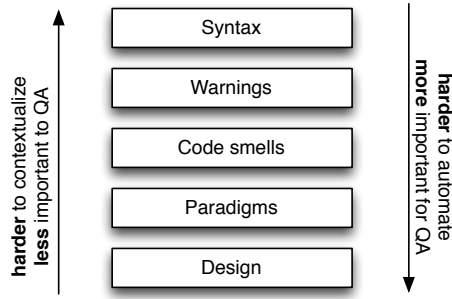 Syntax
Warnings
Code smells
Paradigms
Design
harder to contextualize
less important to QA
harder to automate
more important for QA